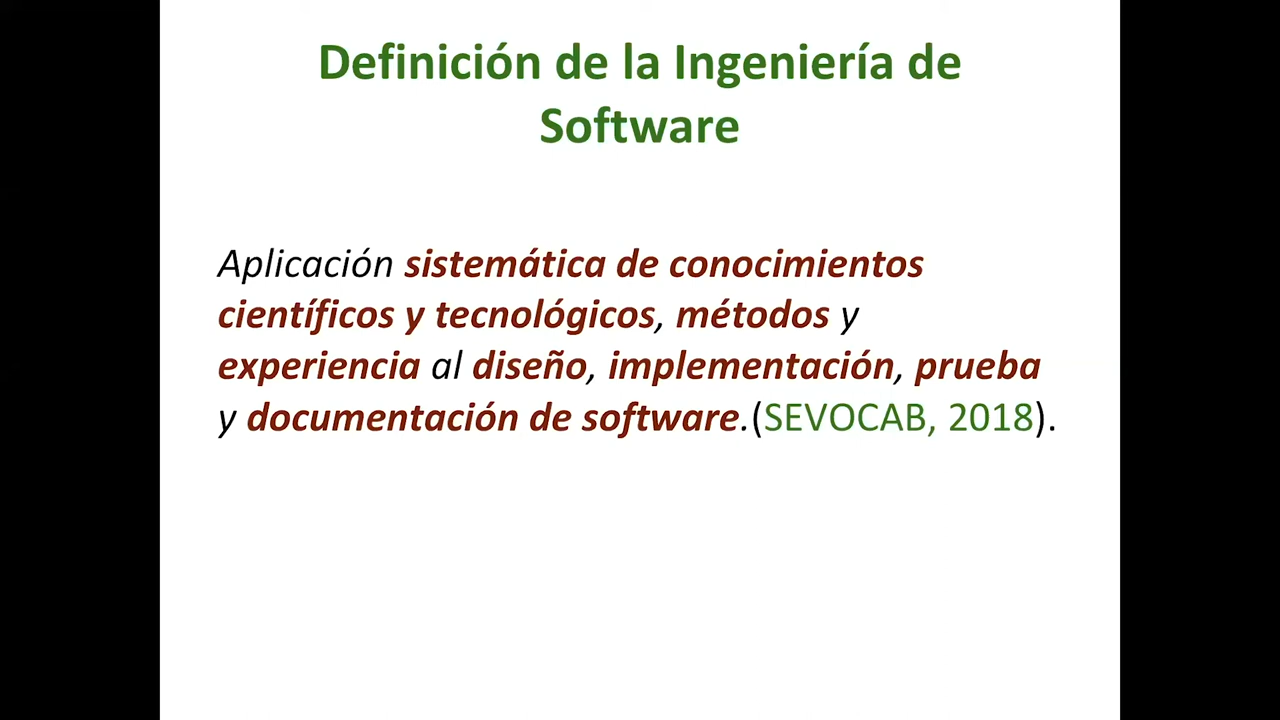 Definición de la Ingeniería de
Software
Aplicación sistemática de conocimientos
científicos y tecnológicos, métodos y
experiencia al diseño, implementación, prueba
y documentación de software.(SEVOCAB, 2018).